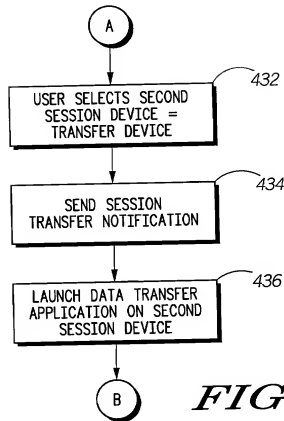 A
432
USER SELECTS SECOND
SESSION DEVICE =
TRANSFER DEVICE
434
SEND SESSION
TRANSFER NOTIFICATION
436
LAUNCH DATA TRANSFER
APPLICATION ON SECOND
SESSION DEVICE
B
FIG